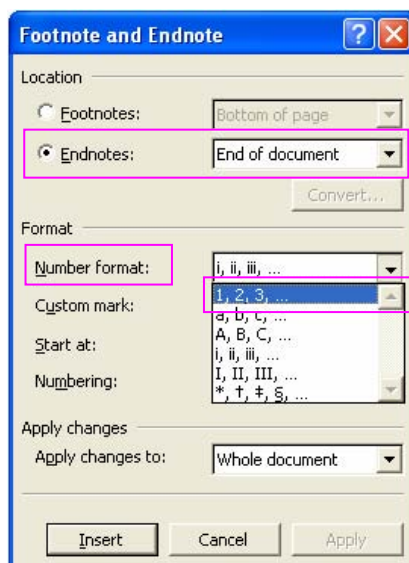 Footnote and Endnote
Location
Footnotes: Bottom of page
Endnotes: End of document
Convert...
Format
Number format: i, ii, iii, ...
1, 2, 3, ...
Custom mark: a, b, c, ...
A, B, C, ...
Start at: i, ii, iii, ...
Numbering: I, II, III, ...
*, †, ‡, §, ...
Apply changes
Apply changes to: Whole document
Insert Cancel Apply